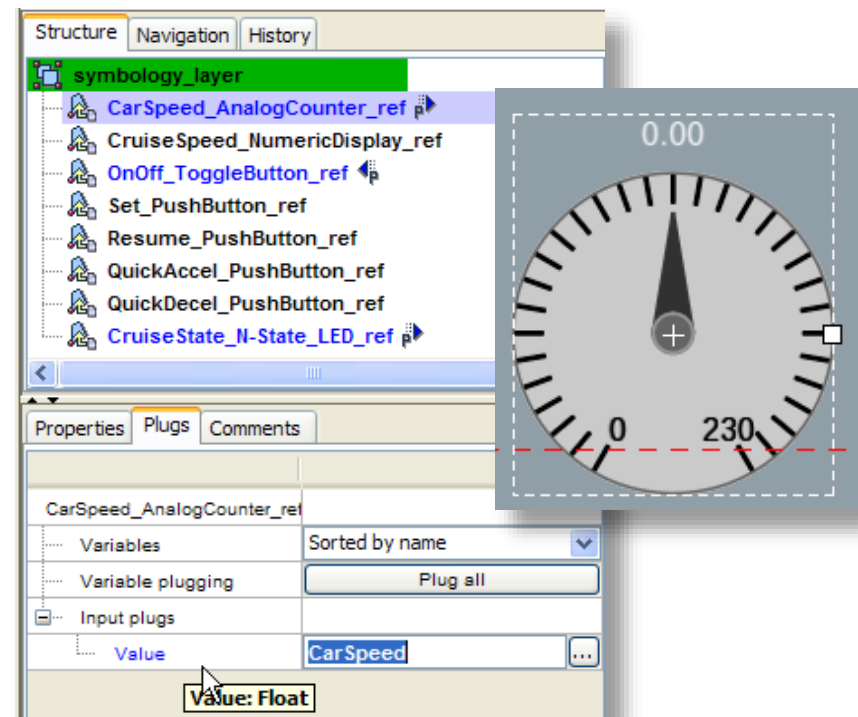 Structure Navigation History
symbology_layer
CarSpeed_AnalogCounter_ref P
CruiseSpeed_NumericDisplay_ref
OnOff_ToggleButton_ref P
Set_PushButton_ref
Resume_PushButton_ref
QuickAccel_PushButton_ref
QuickDecel_PushButton_ref
CruiseState_N-State_LED_ref P
0.00
0 230
Properties Plugs Comments
CarSpeed_AnalogCounter_ref
Variables Sorted by name
Variable plugging Plug all
Input plugs
Value CarSpeed ...
Value: Float